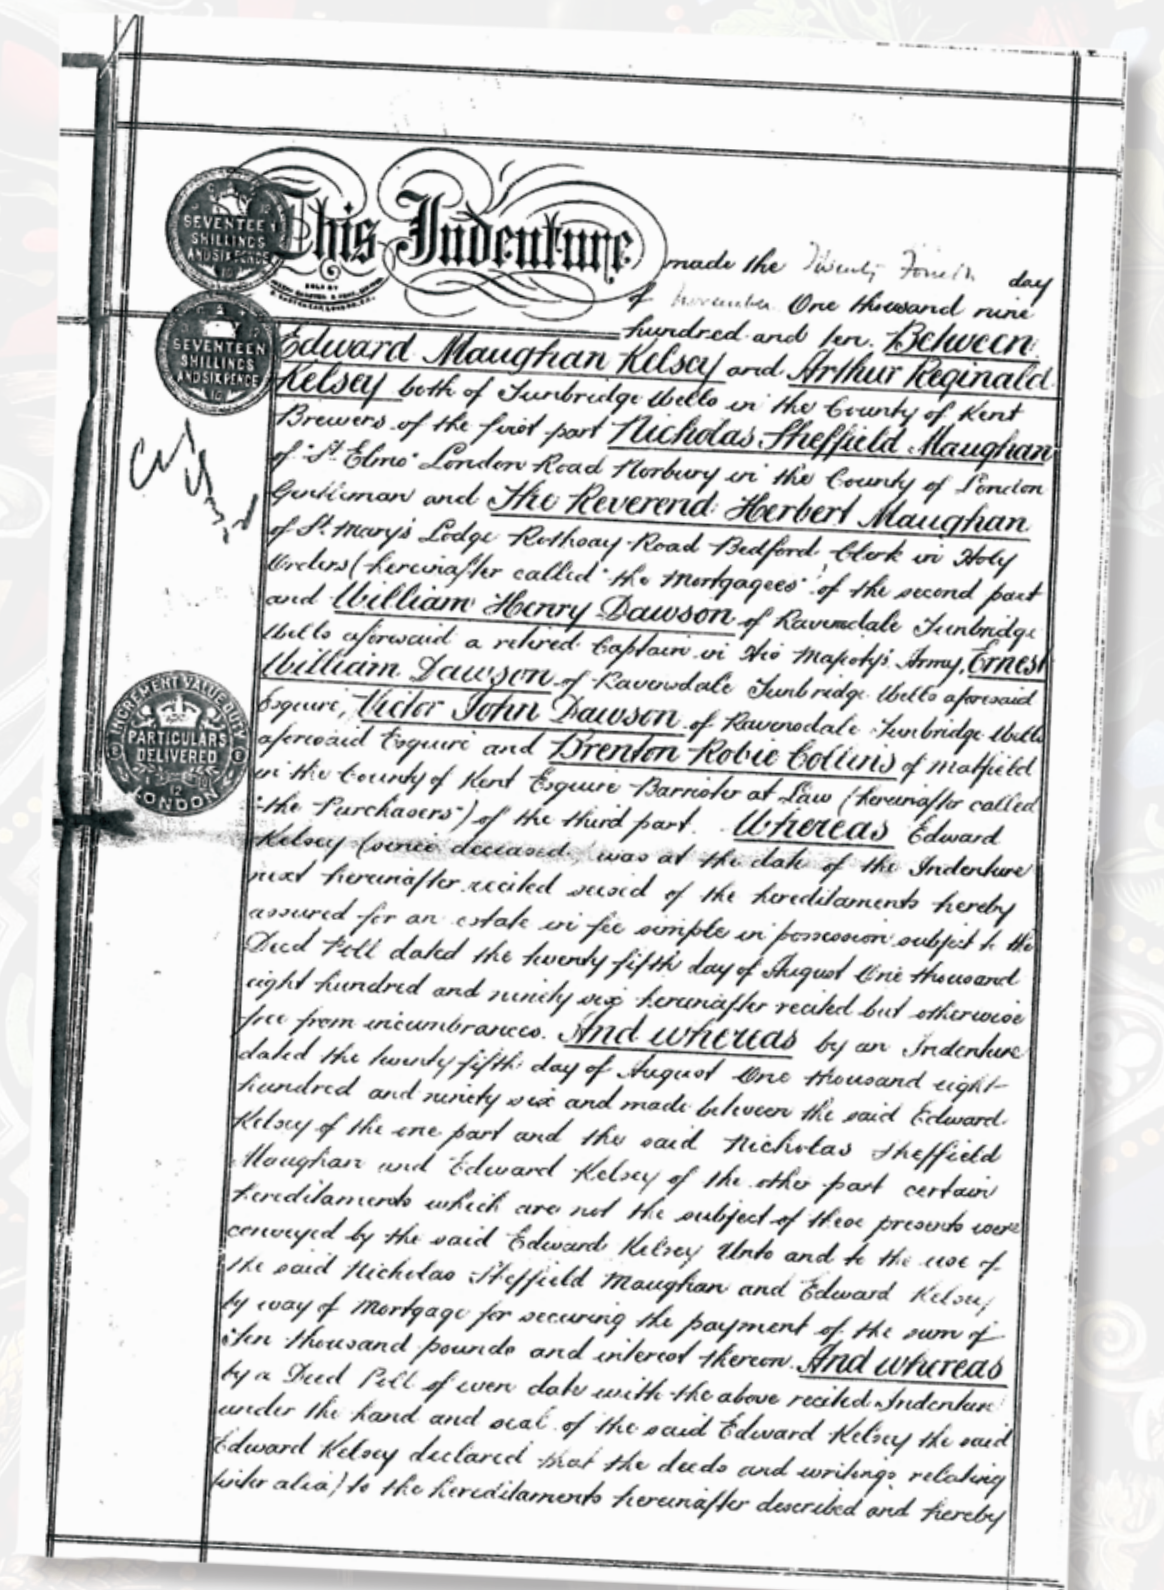 SEVENTEEN
SHILLINGS
AND SIXPENCE
This Indenture
SOLD BY
made the Twenty Fourth day
of November One thousand nine
hundred and ten. Between
SEVENTEEN
SHILLINGS
AND SIXPENCE
Edward Maughan Kelsey and Arthur Reginald
Kelsey both of Tunbridge Wells in the County of Kent
Brewers of the first part Nicholas Sheffield Maughan
of "St. Elmo" London Road Norbury in the County of London
Gentleman and The Reverend Herbert Maughan
of St. Mary's Lodge Rothsay Road Bedford Clerk in Holy
Orders (hereinafter called "the Mortgagees" of the second part
and William Henry Dawson of Ravensdale Tunbridge
Wells aforesaid a retired Captain in His Majesty's Army, Ernest
William Dawson of Ravensdale Tunbridge Wells aforesaid
Esquire, Victor John Dawson of Ravensdale Tunbridge Wells
aforesaid Esquire and Brenton Robie Collins of Matfield
in the County of Kent Esquire Barrister at Law (hereinafter called
"the Purchasers") of the third part. Whereas Edward
Kelsey (since deceased) was at the date of the Indenture
next hereinafter recited seised of the hereditaments hereby
assured for an estate in fee simple in possession subject to the
Deed Poll dated the twenty fifth day of August One thousand
eight hundred and ninety six hereinafter recited but otherwise
free from incumbrances. And whereas by an Indenture
dated the twenty fifth day of August One thousand eight
hundred and ninety six and made between the said Edward
Kelsey of the one part and the said Nicholas Sheffield
Maughan and Edward Kelsey of the other part certain
hereditaments which are not the subject of these presents were
conveyed by the said Edward Kelsey Unto and to the use of
the said Nicholas Sheffield Maughan and Edward Kelsey
by way of Mortgage for securing the payment of the sum of
ten thousand pounds and interest thereon. And whereas
by a Deed Poll of even date with the above recited Indenture
under the hand and seal of the said Edward Kelsey the said
Edward Kelsey declared that the deeds and writings relating
(inter alia) to the hereditaments hereinafter described and hereby
INCREMENT VALUE DUTY
PARTICULARS
DELIVERED
12
LONDON